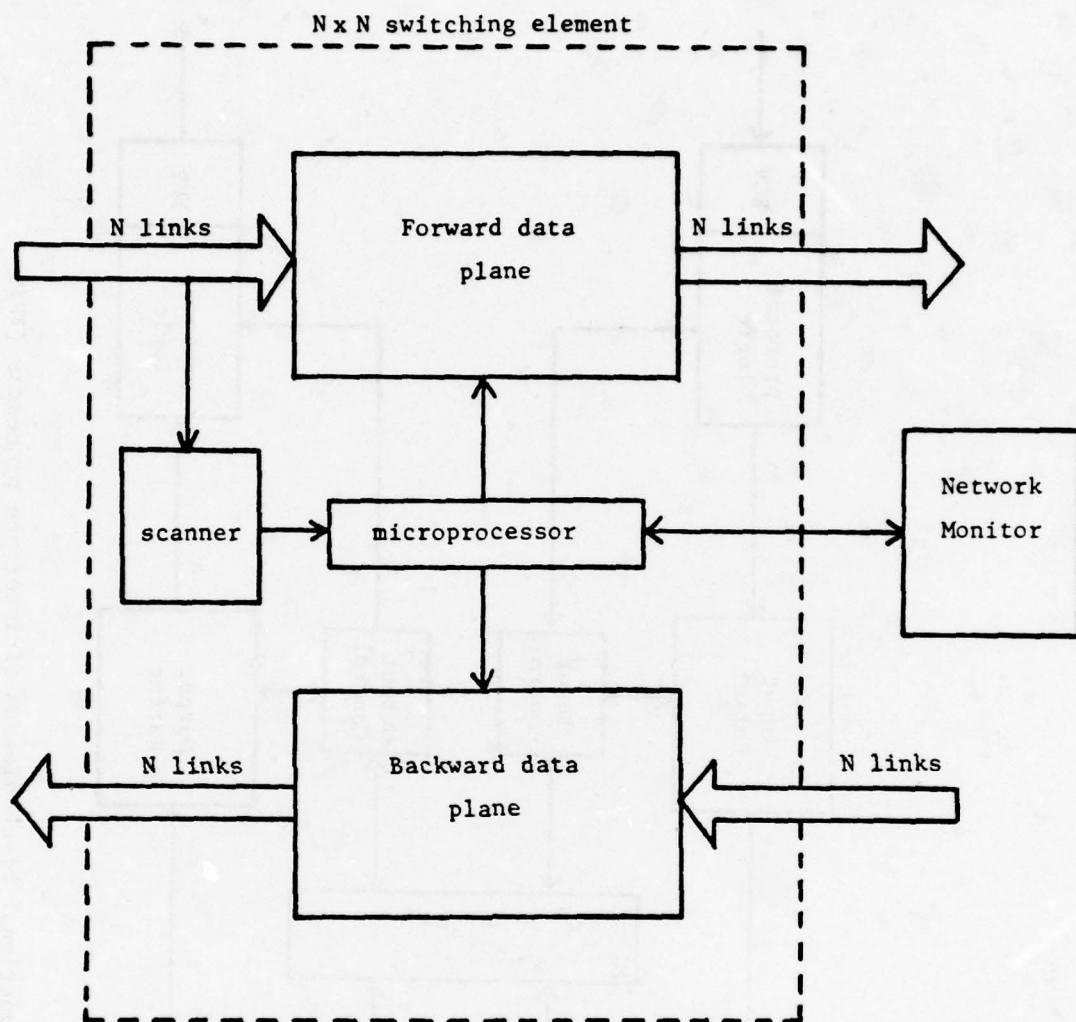 N x N switching element
N links
Forward data
plane
N links
scanner
microprocessor
Network
Monitor
N links
Backward data
plane
N links